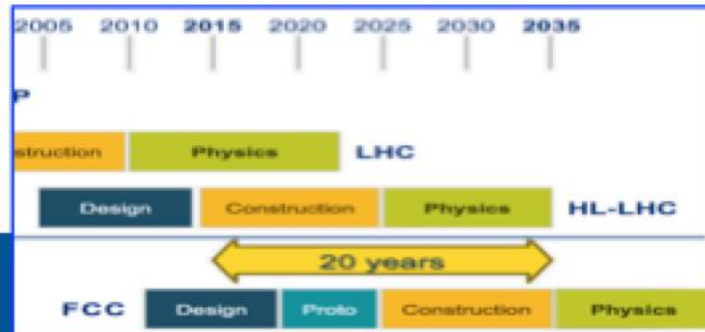 2005 2010 2015 2020 2025 2030 2035
P
struction Physics LHC
Design Construction Physics HL-LHC
20 years
FCC Design Proto Construction Physics